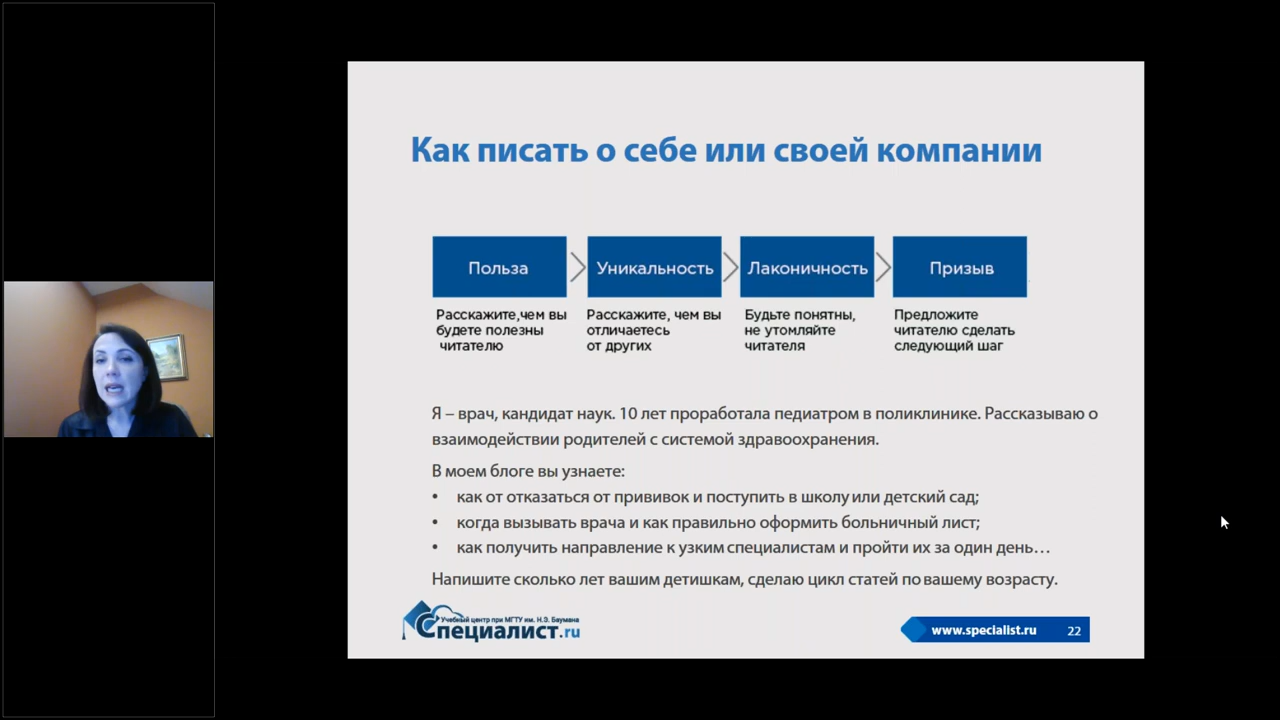 Как писать о себе или своей компании
Польза
Уникальность
Лаконичность
Призыв
Расскажите,чем вы
будете полезны
читателю
Расскажите, чем вы
отличаетесь
от других
Будьте понятны,
не утомляйте
читателя
Предложите
читателю сделать
следующий шаг
Я – врач, кандидат наук. 10 лет проработала педиатром в поликлинике. Рассказываю о
взаимодействии родителей с системой здравоохранения.
В моем блоге вы узнаете:
• как от отказаться от прививок и поступить в школу или детский сад;
• когда вызывать врача и как правильно оформить больничный лист;
• как получить направление к узким специалистам и пройти их за один день…
Напишите сколько лет вашим детишкам, сделаю цикл статей по вашему возрасту.
Учебный центр при МГТУ им. Н.Э. Баумана
Специалист.ru
www.specialist.ru 22